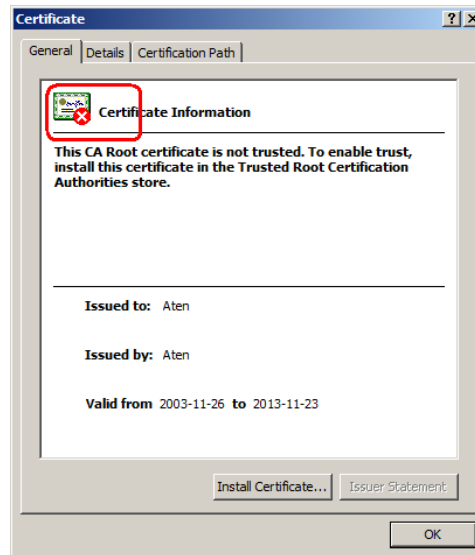 Certificate
General Details Certification Path
Certificate Information
This CA Root certificate is not trusted. To enable trust,
install this certificate in the Trusted Root Certification
Authorities store.
Issued to: Aten
Issued by: Aten
Valid from 2003-11-26 to 2013-11-23
Install Certificate... Issuer Statement
OK